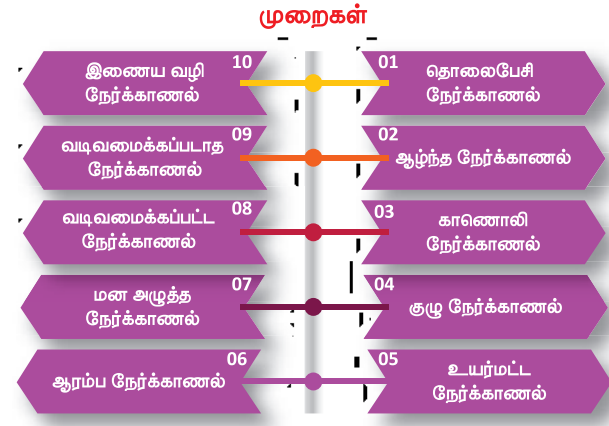 முறைகள்
01
தொலைபேசி
நேர்க்காணல்
02
ஆழ்ந்த நேர்க்காணல்
03
காணொலி
நேர்க்காணல்
04
குழு நேர்க்காணல்
05
உயர்மட்ட
நேர்க்காணல்
06
ஆரம்ப நேர்க்காணல்
07
மன அழுத்த
நேர்க்காணல்
08
வடிவமைக்கப்பட்ட
நேர்க்காணல்
09
வடிவமைக்கப்படாத
நேர்க்காணல்
10
இணைய வழி
நேர்க்காணல்